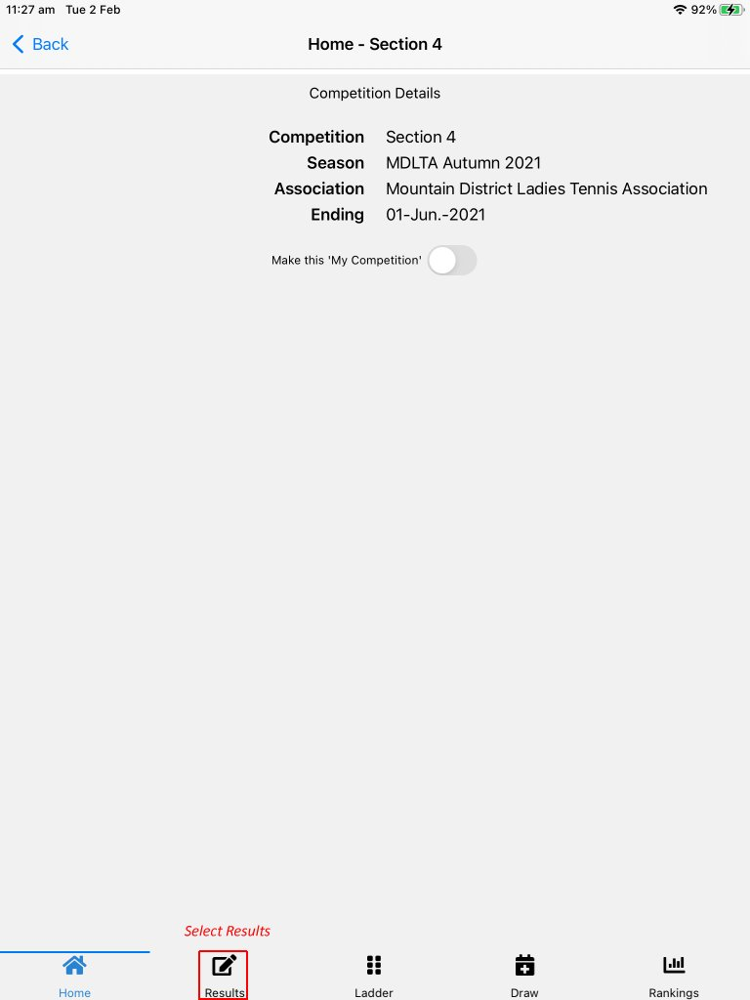 11:27 am Tue 2 Feb 92%
Back Home - Section 4
Competition Details
Competition Section 4
Season MDLTA Autumn 2021
Association Mountain District Ladies Tennis Association
Ending 01-Jun.-2021
Make this 'My Competition'
Select Results
Home Results Ladder Draw Rankings